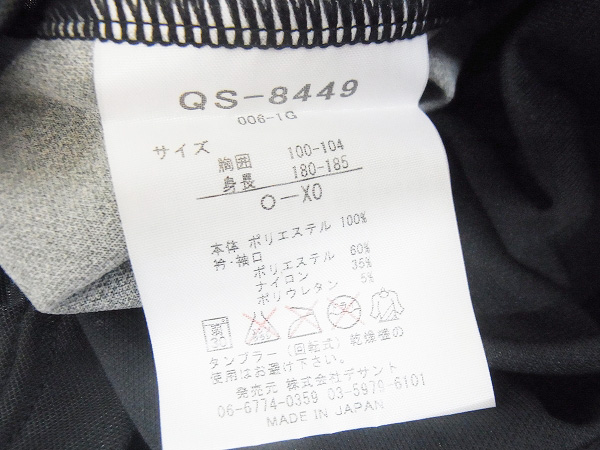 QS-8449
006-1G
サイズ
胸囲 100-104
身長 180-185
O-XO
本体 ポリエステル 100%
衿・袖口
ポリエステル 60%
ナイロン 35%
ポリウレタン 5%
タンブラー(回転式)乾燥機の
使用はお避け下さい。
発売元 株式会社デサント
06-6774-0359 03-5979-6101
MADE IN JAPAN